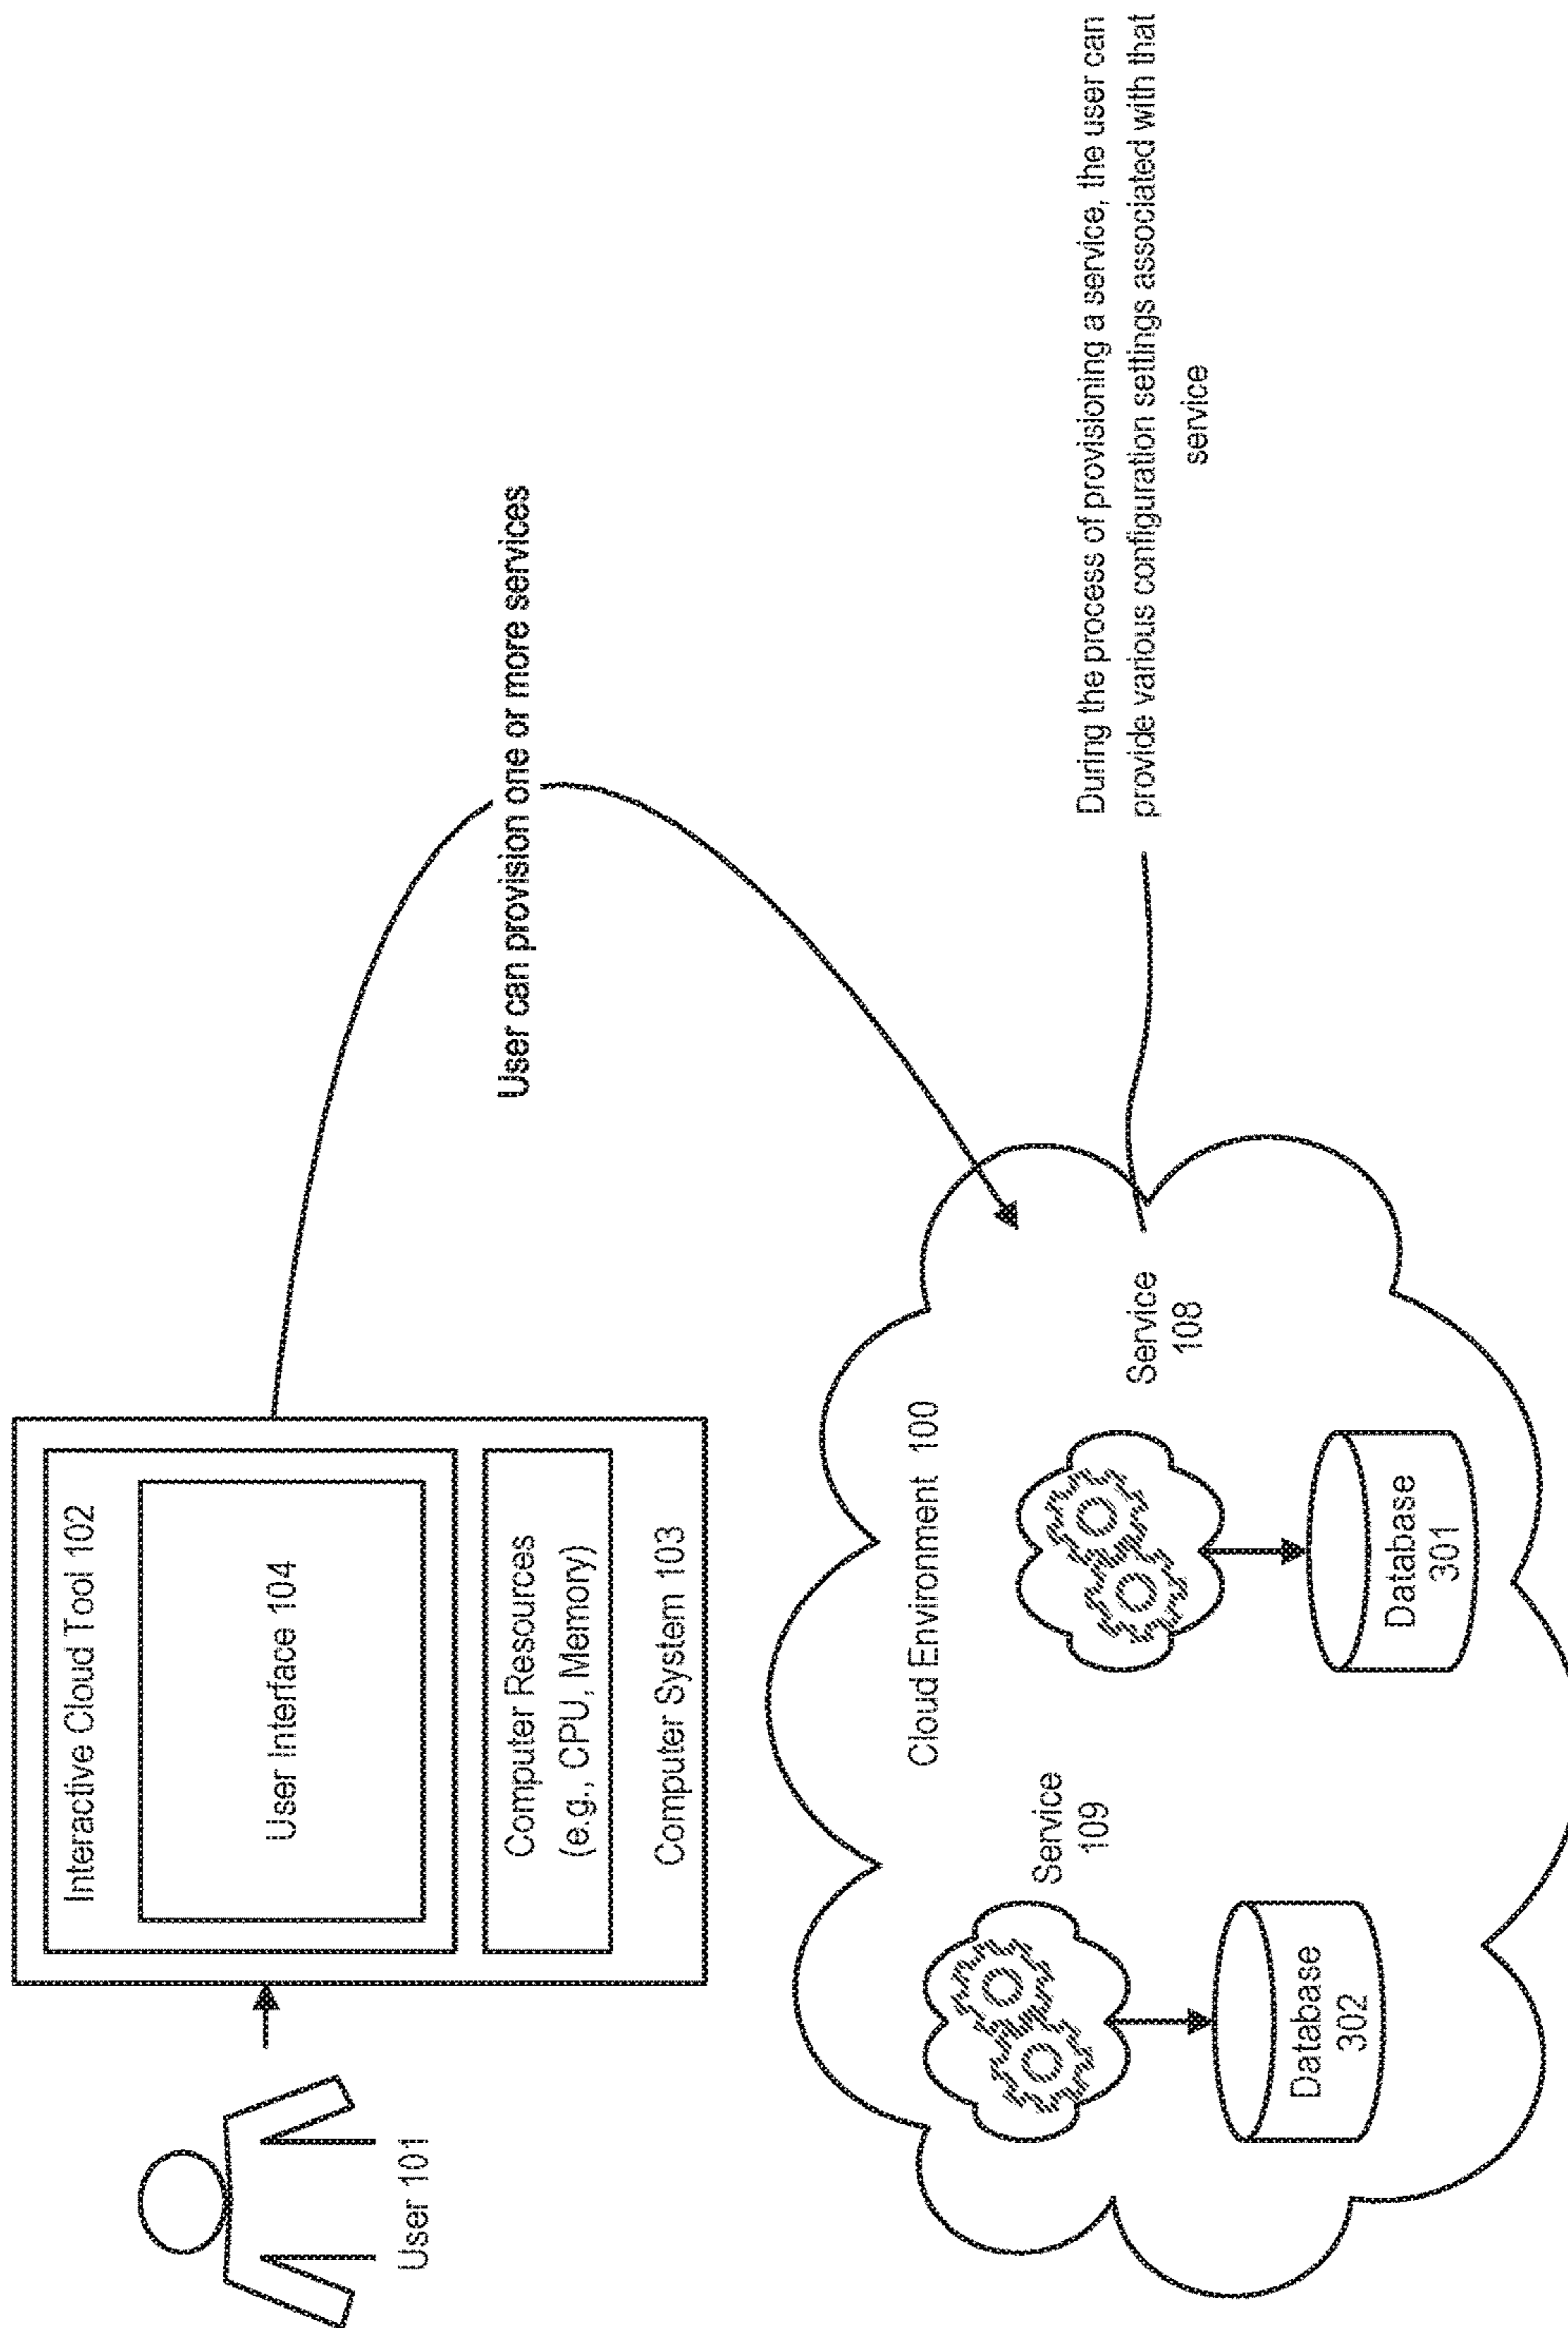 Interactive Cloud Tool 102
User Interface 104
Computer Resources
(e.g., CPU, Memory)
Computer System 103
User 101
User can provision one or more services
Cloud Environment 100
Service
109
Service
108
Database
302
Database
301
During the process of provisioning a service, the user can
provide various configuration settings associated with that
service